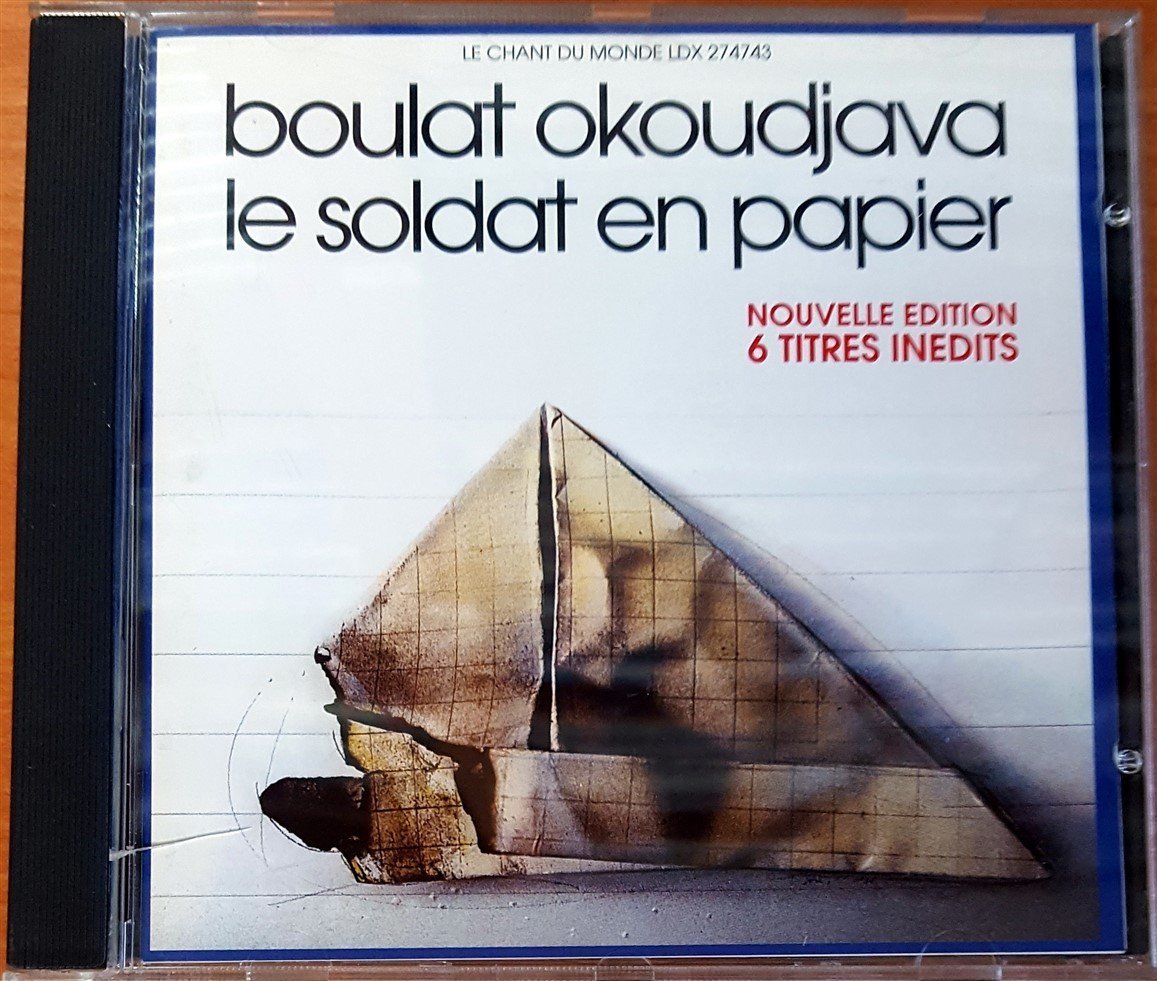 LE CHANT DU MONDE LDX 274743
boulat okoudjava
le soldat en papier
NOUVELLE EDITION
6 TITRES INEDITS